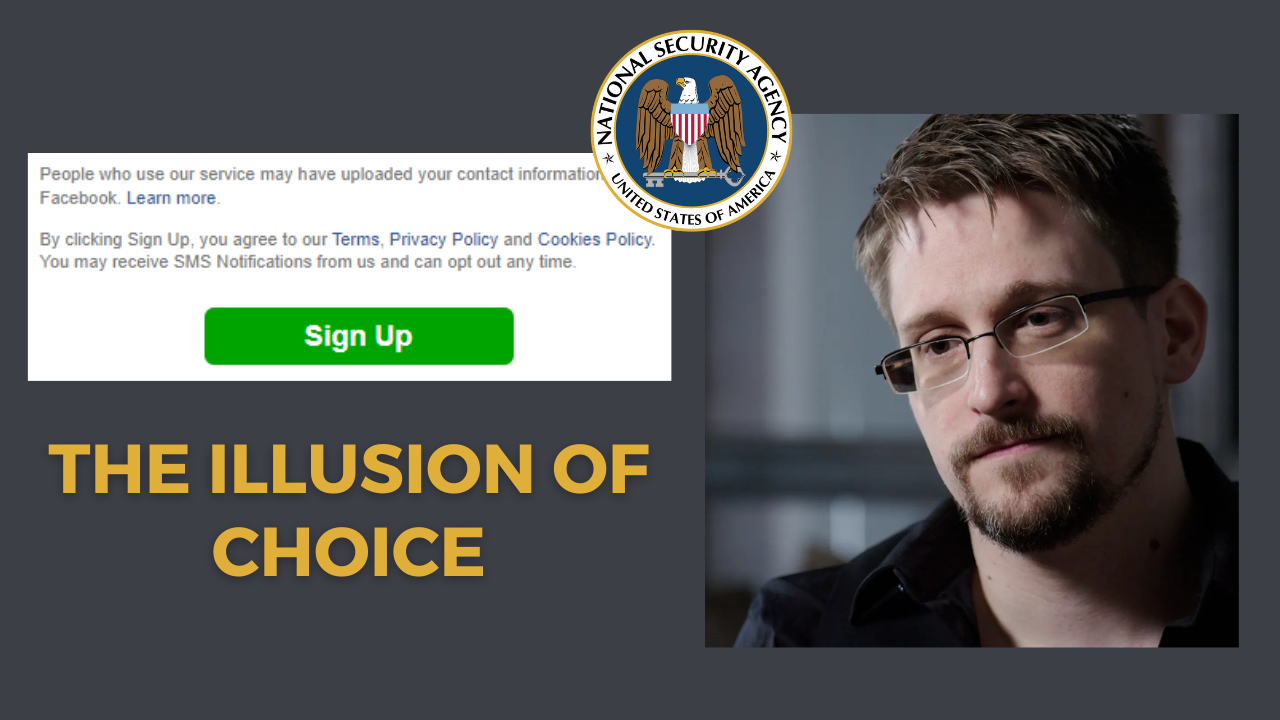 NATIONAL SECURITY AGENCY
UNITED STATES OF AMERICA
People who use our service may have uploaded your contact information
Facebook. Learn more.
By clicking Sign Up, you agree to our Terms, Privacy Policy and Cookies Policy.
You may receive SMS Notifications from us and can opt out any time.
Sign Up
THE ILLUSION OF
CHOICE